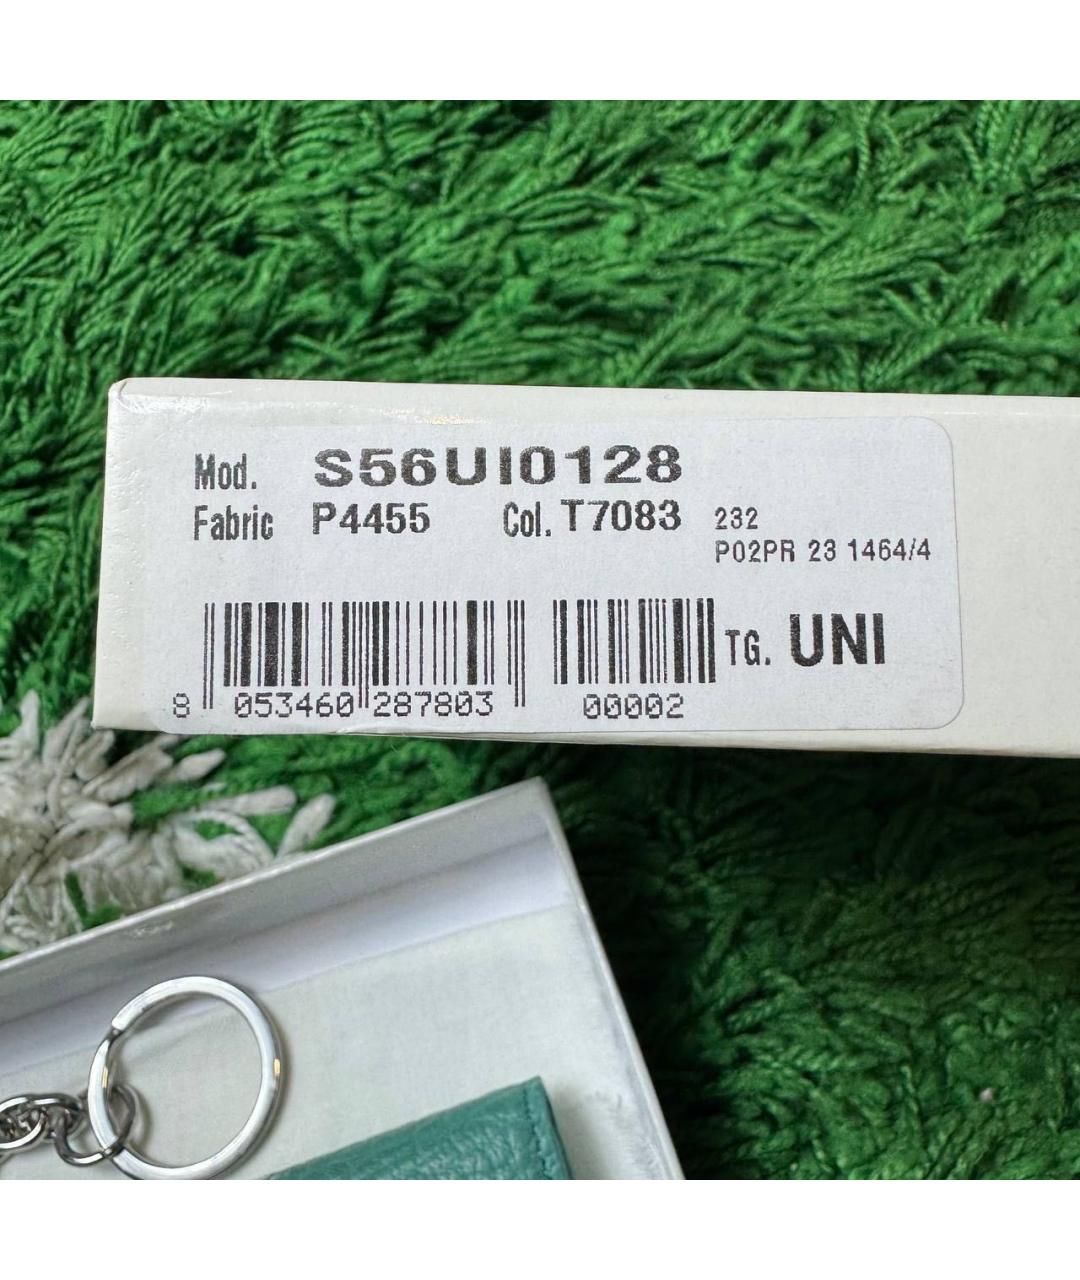 Mod. S56UI0128
Fabric P4455 Col. T7083 232
P02PR 23 1464/4
TG. UNI
8 053460 287803 00002